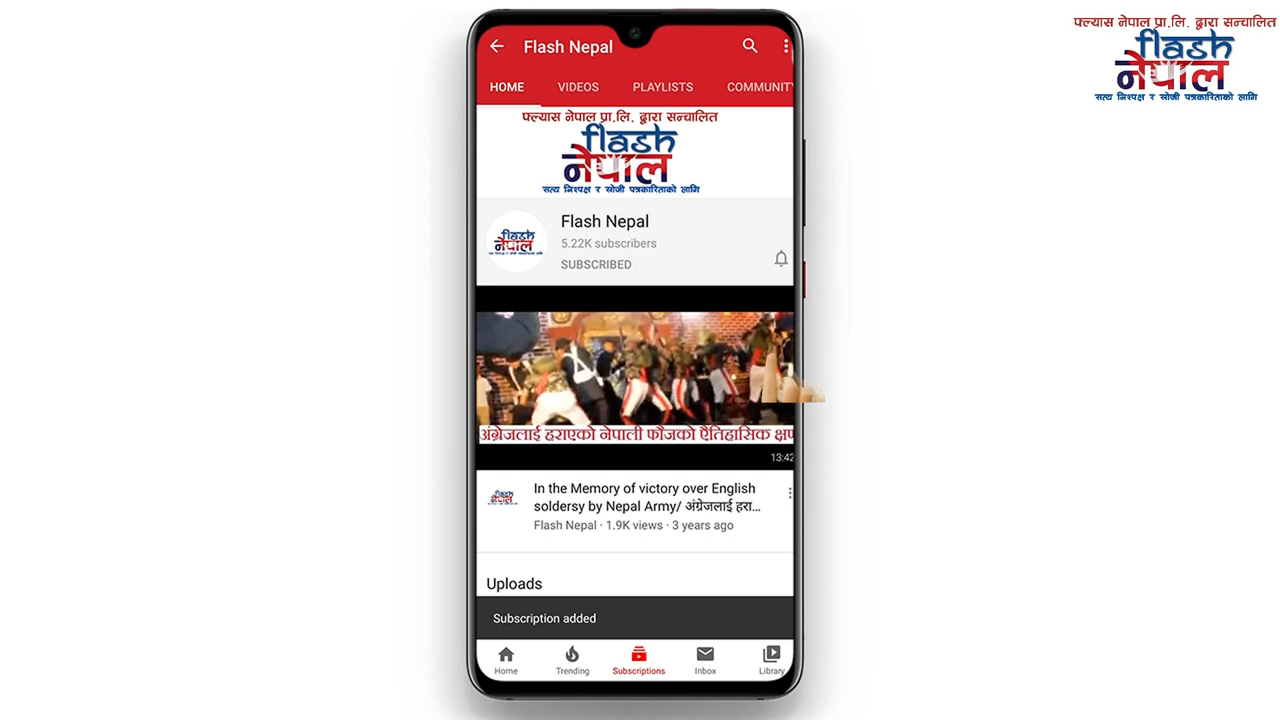 फ्ल्यास नेपाल प्रा.लि. द्वारा सन्चालित
flash
नेपाल
सत्य निश्पक्ष र खोजी पत्रकारिताको लागि
Flash Nepal
HOME VIDEOS PLAYLISTS COMMUNITY
फ्ल्यास नेपाल प्रा.लि. द्वारा सन्चालित
flash
नेपाल
सत्य निश्पक्ष र खोजी पत्रकारिताको लागि
flash
नेपाल
Flash Nepal
5.22K subscribers
SUBSCRIBED
अंग्रेजलाई हराएको नेपाली फौजको ऐतिहासिक क्षण
13:42
flash
नेपाल
In the Memory of victory over English
soldersy by Nepal Army/ अंग्रेजलाई हरा...
Flash Nepal · 1.9K views · 3 years ago
Uploads
Subscription added
Home Trending Subscriptions Inbox Library